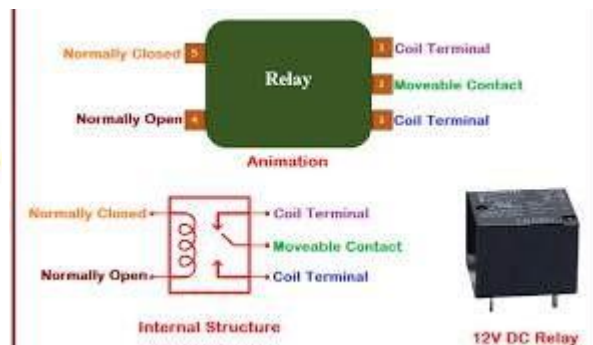 Normally Closed
5
1
Coil Terminal
Relay
2
Moveable Contact
Normally Open
4
3
Coil Terminal
Animation
Normally Closed
Coil Terminal
Moveable Contact
Normally Open
Coil Terminal
Internal Structure
12V DC Relay